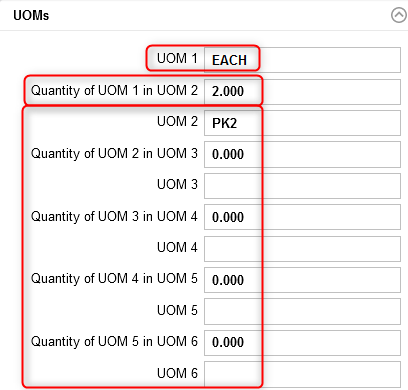 UOMs
UOM 1 EACH
Quantity of UOM 1 in UOM 2 2.000
UOM 2 PK2
Quantity of UOM 2 in UOM 3 0.000
UOM 3
Quantity of UOM 3 in UOM 4 0.000
UOM 4
Quantity of UOM 4 in UOM 5 0.000
UOM 5
Quantity of UOM 5 in UOM 6 0.000
UOM 6